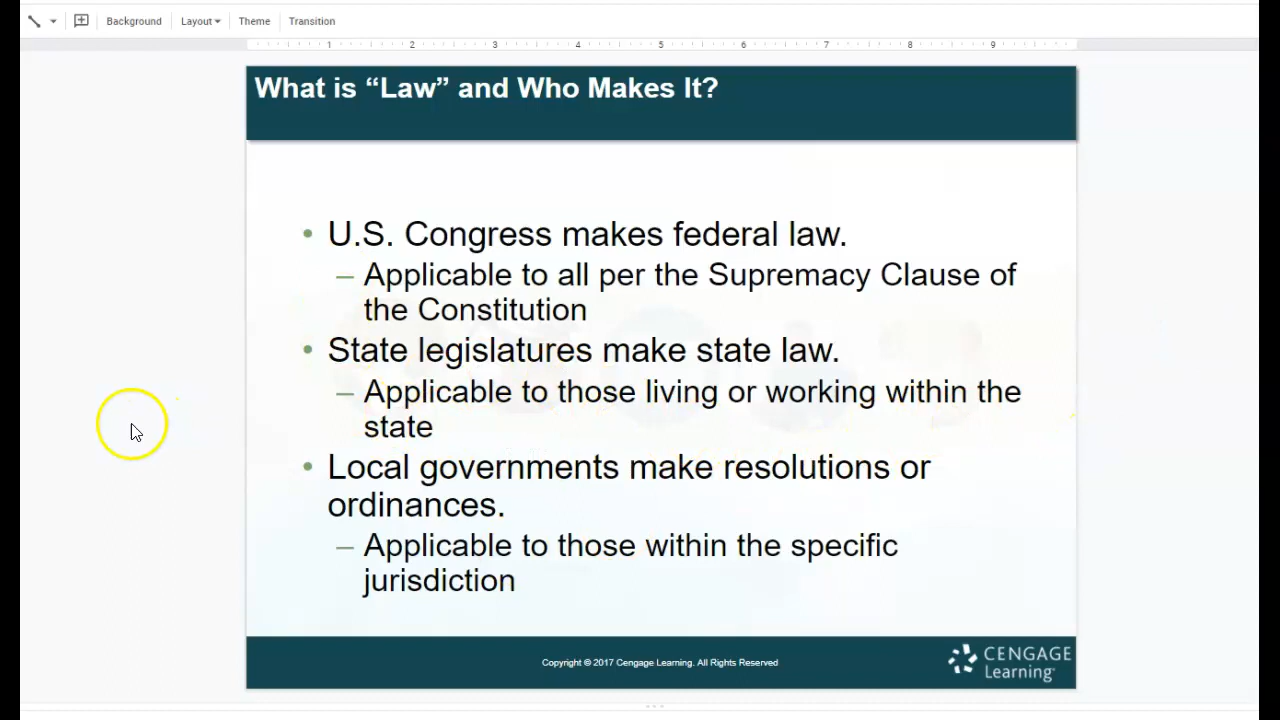 Background Layout Theme Transition
1 2 3 4 5 6 7 8 9
What is “Law” and Who Makes It?
• U.S. Congress makes federal law.
– Applicable to all per the Supremacy Clause of
the Constitution
• State legislatures make state law.
– Applicable to those living or working within the
state
• Local governments make resolutions or
ordinances.
– Applicable to those within the specific
jurisdiction
Copyright © 2017 Cengage Learning. All Rights Reserved
CENGAGE
Learning